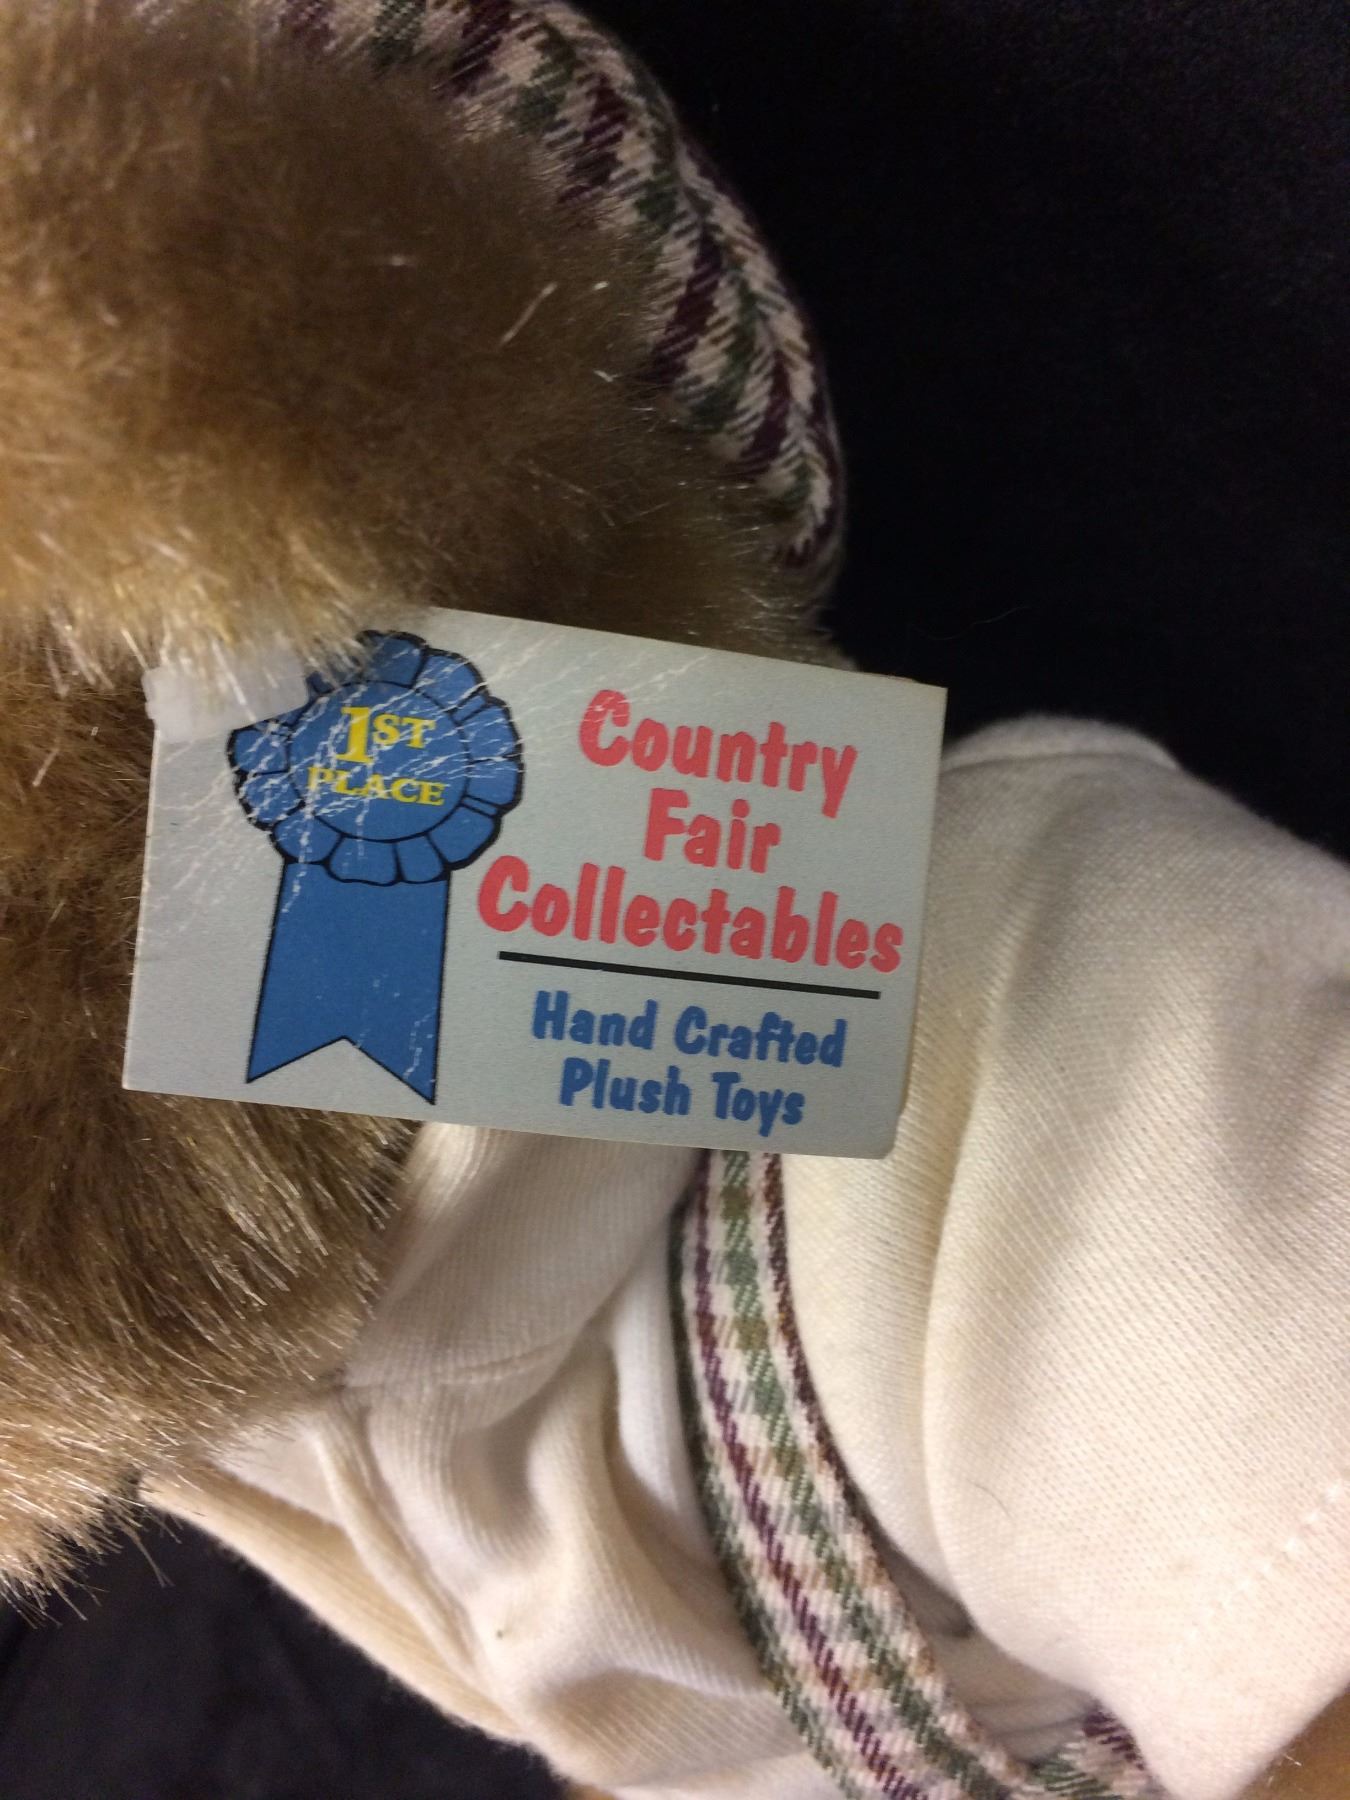 1ST
PLACE
Country
Fair
Collectables
Hand Crafted
Plush Toys